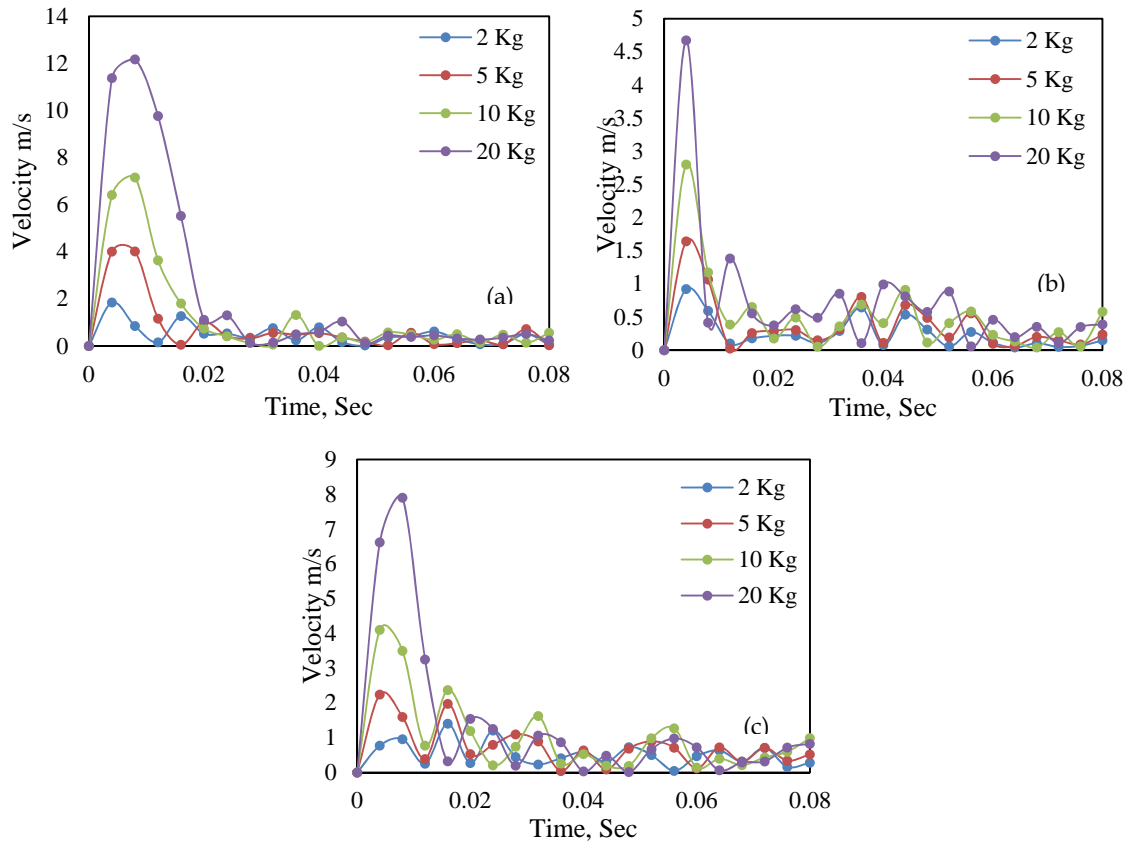 14
12
10
8
6
4
2
0
Velocity m/s
2 Kg
5 Kg
10 Kg
20 Kg
(a)
0
0.02
0.04
0.06
0.08
Time, Sec
5
4.5
4
3.5
3
2.5
2
1.5
1
0.5
0
Velocity m/s
2 Kg
5 Kg
10 Kg
20 Kg
(b)
0
0.02
0.04
0.06
0.08
Time, Sec
9
8
7
6
5
4
3
2
1
0
Velocity m/s
2 Kg
5 Kg
10 Kg
20 Kg
(c)
0
0.02
0.04
0.06
0.08
Time, Sec